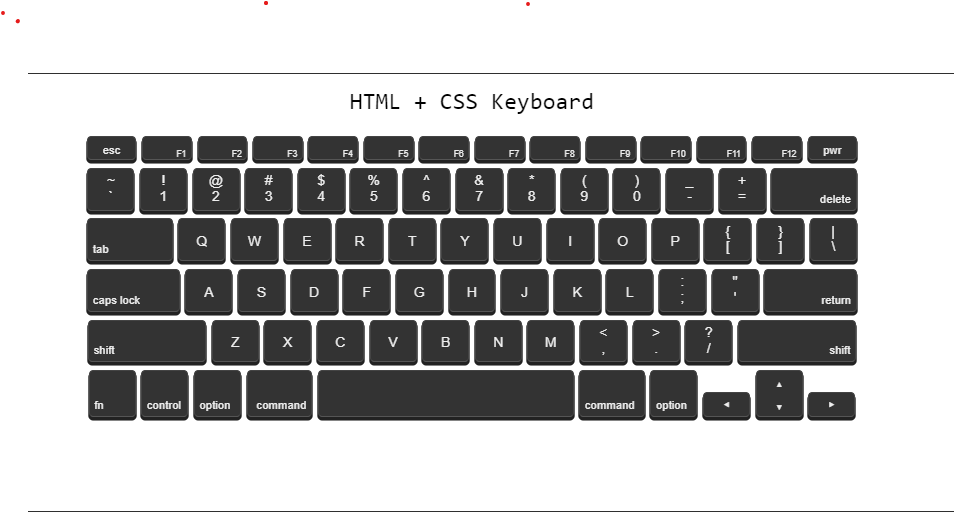 HTML + CSS Keyboard
esc F1 F2 F3 F4 F5 F6 F7 F8 F9 F10 F11 F12 pwr
~ ! @ # $ % ^ & * ( ) _ +
` 1 2 3 4 5 6 7 8 9 0 - = delete
tab Q W E R T Y U I O P { [ } ] | \
caps lock A S D F G H J K L : ; " ' return
shift Z X C V B N M < , > . ? / shift
fn control option command command option ◄ ▲ ▼ ►